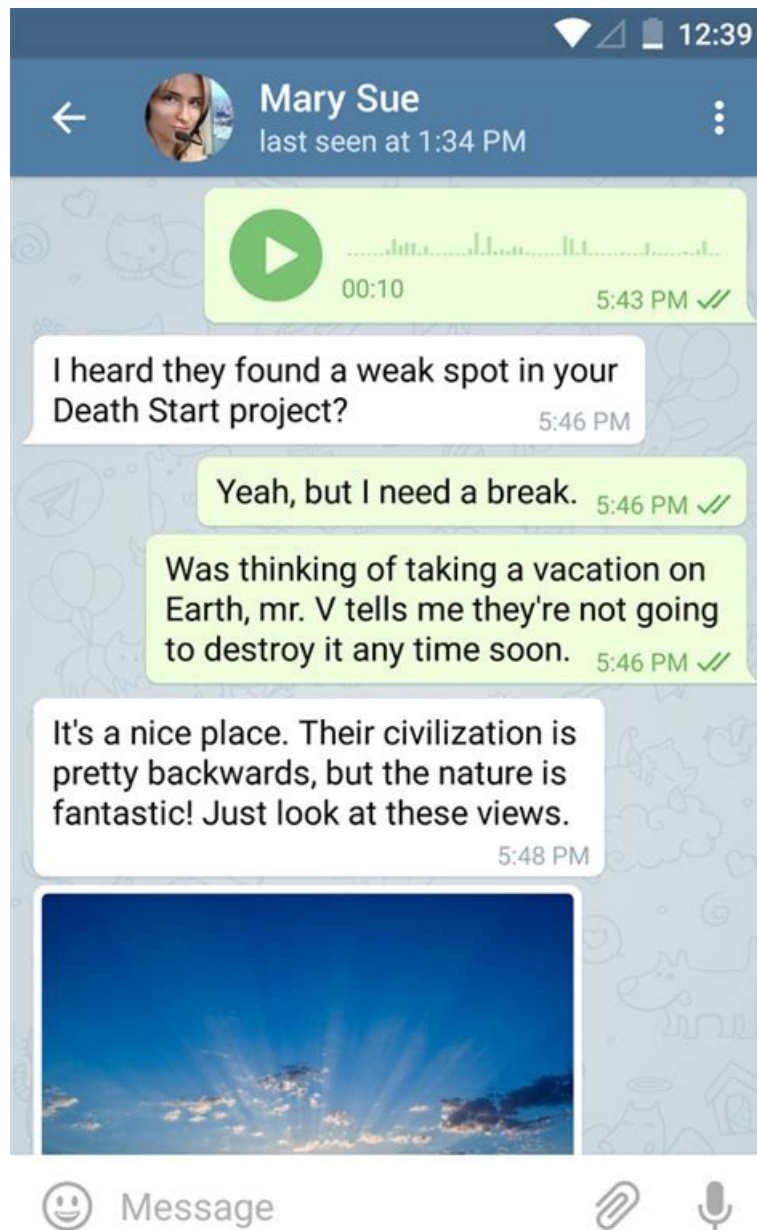 12:39
Mary Sue
last seen at 1:34 PM
00:10
5:43 PM
I heard they found a weak spot in your
Death Start project?
5:46 PM
Yeah, but I need a break.
5:46 PM
Was thinking of taking a vacation on
Earth, mr. V tells me they're not going
to destroy it any time soon.
5:46 PM
It's a nice place. Their civilization is
pretty backwards, but the nature is
fantastic! Just look at these views.
5:48 PM
Message